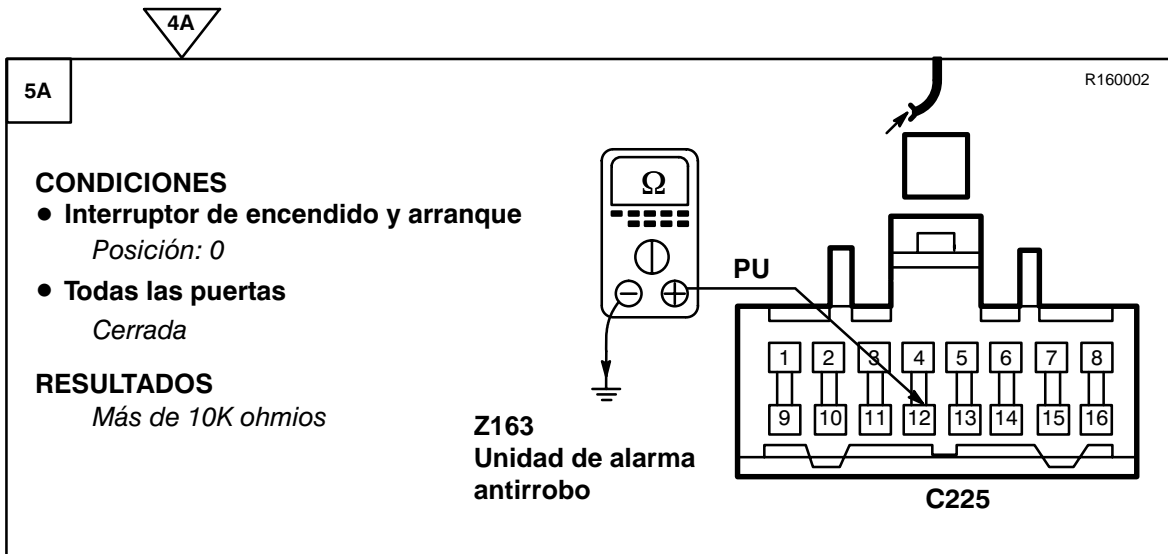 4A
5A
R160002
CONDICIONES
● Interruptor de encendido y arranque
Posición: 0
● Todas las puertas
Cerrada
RESULTADOS
Más de 10K ohmios
Ω
PU
Z163
Unidad de alarma
antirrobo
1 2 3 4 5 6 7 8
9 10 11 12 13 14 15 16
C225